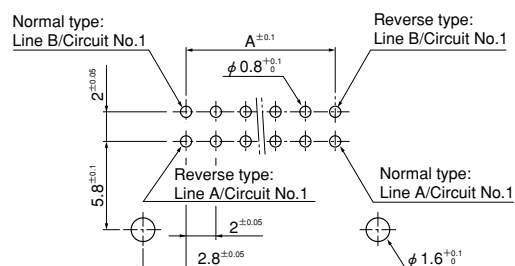 Normal type:
Line B/Circuit No.1
A±0.1
Reverse type:
Line B/Circuit No.1
φ 0.8 +0.1 0
2±0.05
5.8±0.1
Reverse type:
Line A/Circuit No.1
Normal type:
Line A/Circuit No.1
2±0.05
2.8±0.05
φ 1.6 +0.1 0